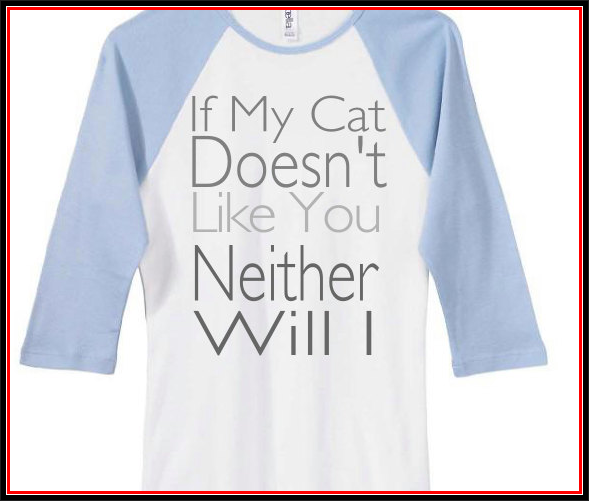 If My Cat
Doesn't
Like You
Neither
Will I